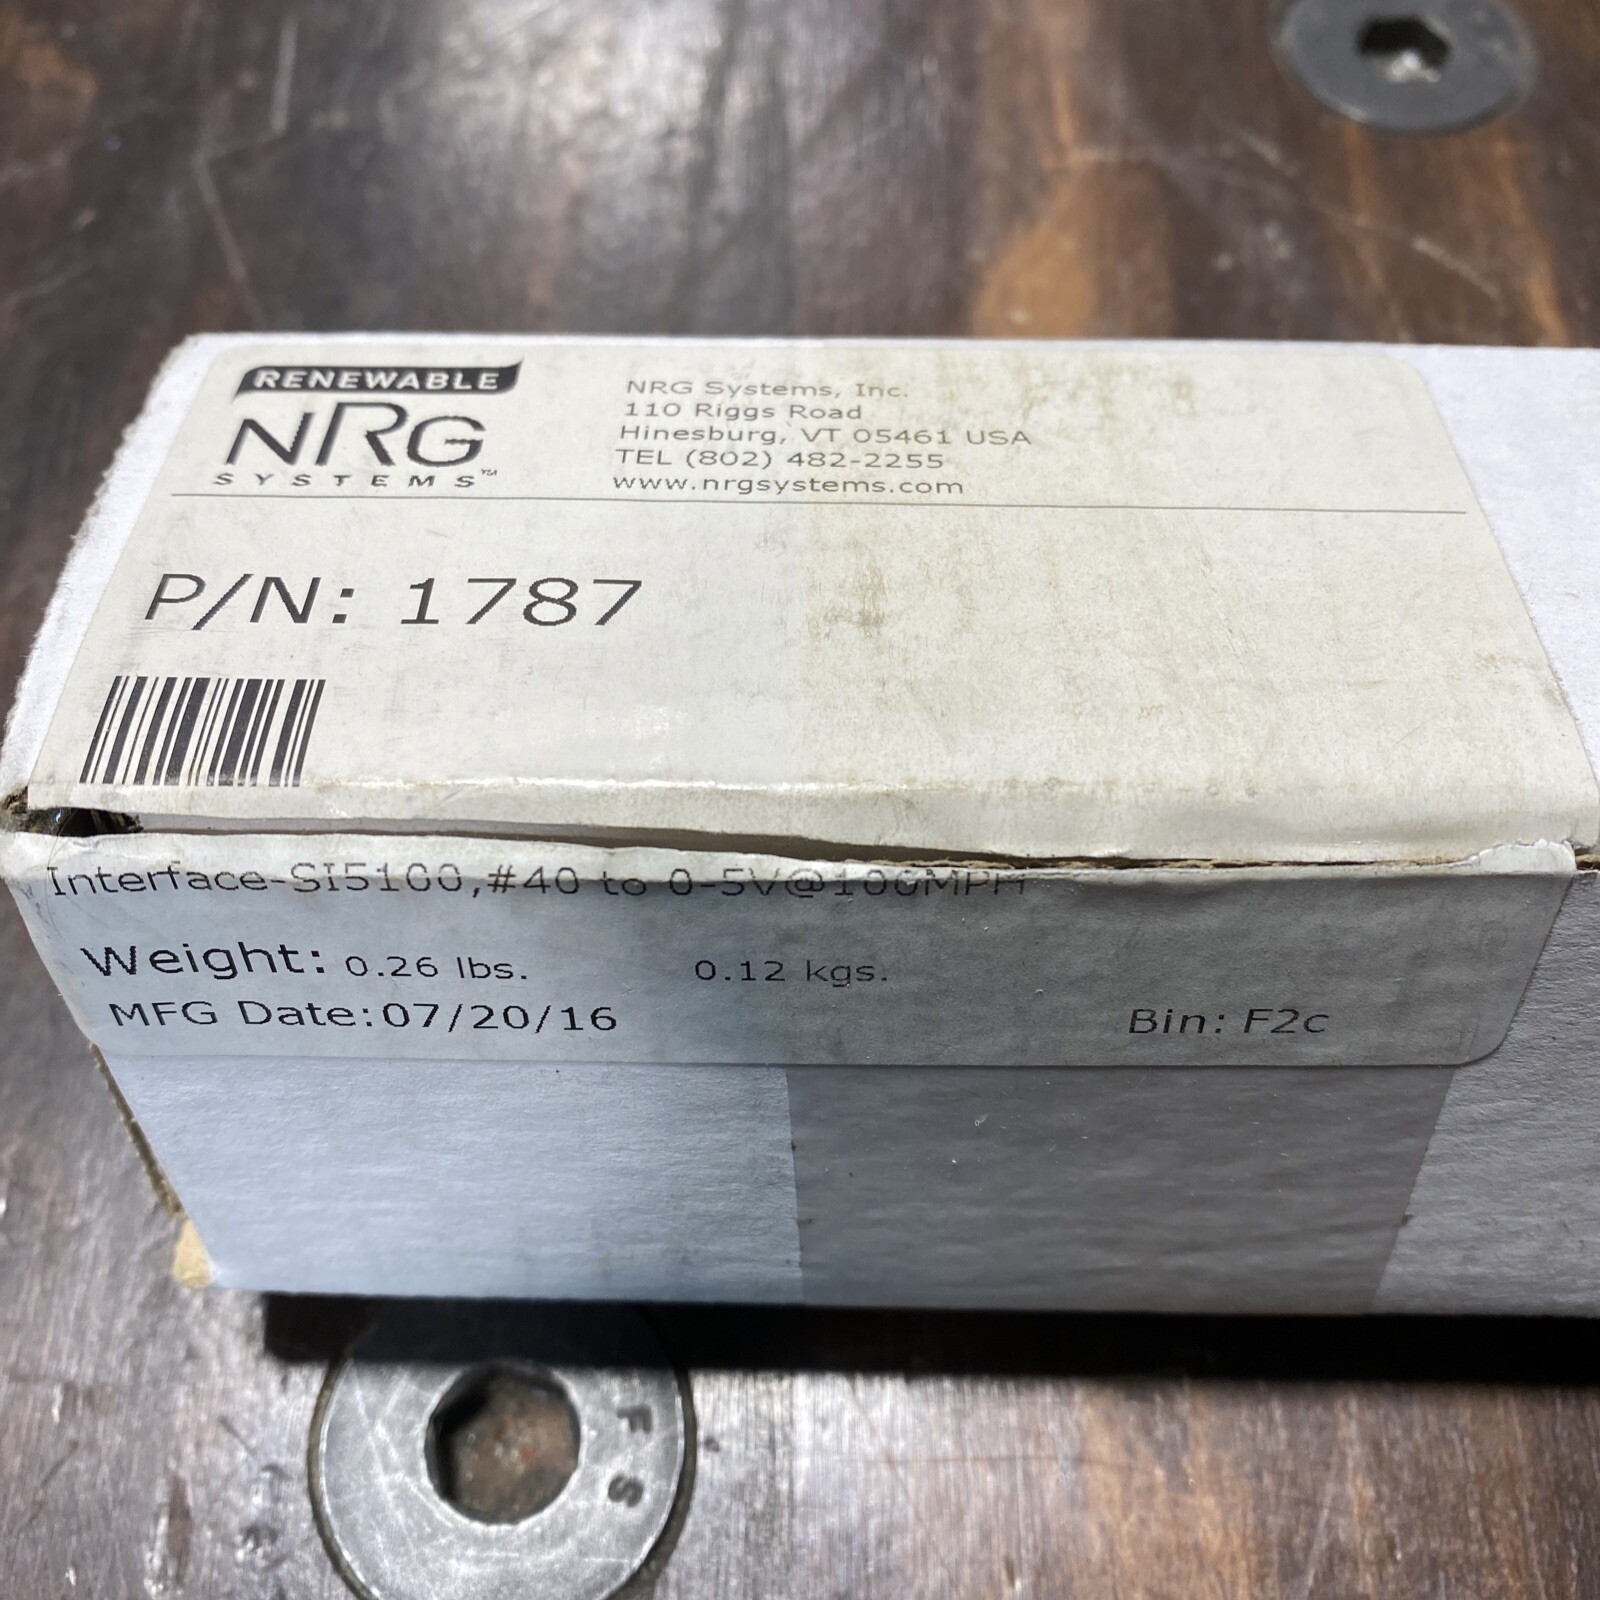 RENEWABLE
NRG
SYSTEMS™
NRG Systems, Inc.
110 Riggs Road
Hinesburg, VT 05461 USA
TEL (802) 482-2255
www.nrgsystems.com
P/N: 1787
Interface-SI5100,#40 to 0-5V@100MPH
Weight: 0.26 lbs. 0.12 kgs.
MFG Date:07/20/16 Bin: F2c
F S